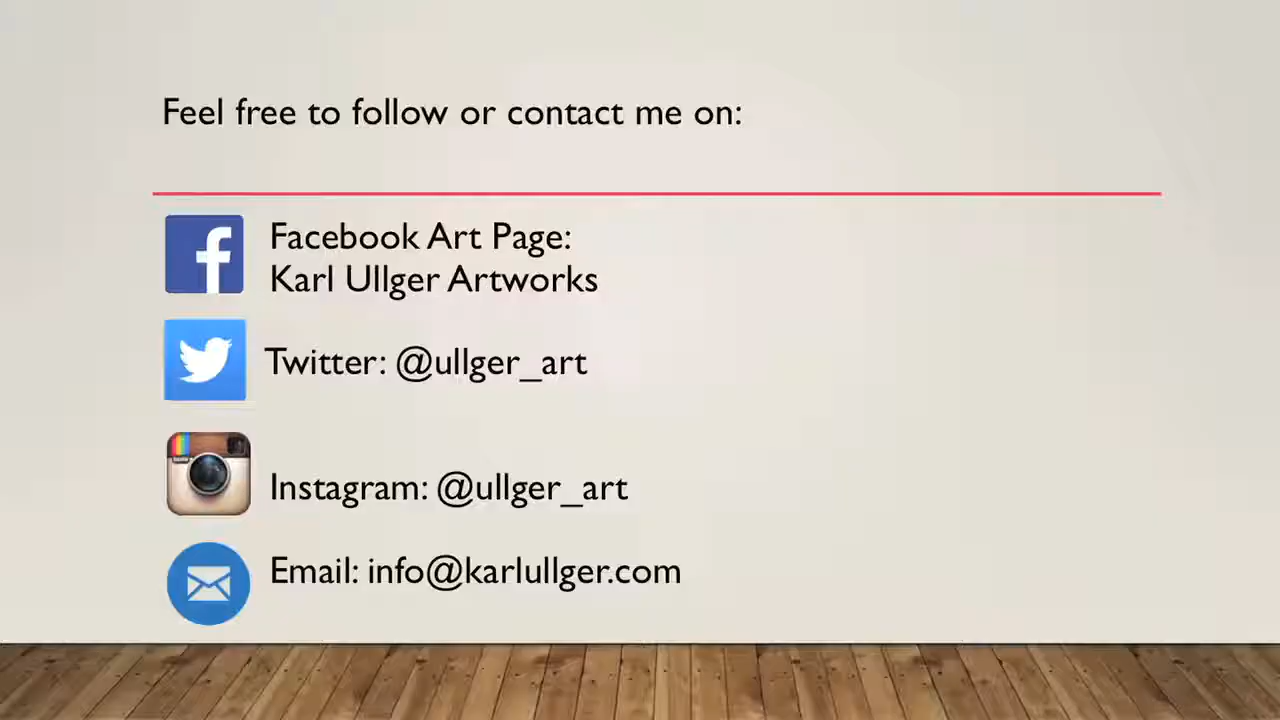 Feel free to follow or contact me on:
Facebook Art Page:
Karl Ullger Artworks
Twitter: @ullger_art
Instagram: @ullger_art
Email: info@karlullger.com